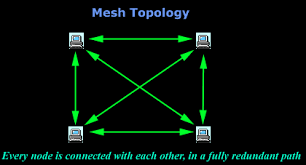 Mesh Topology
Every node is connected with each other, in a fully redundant path